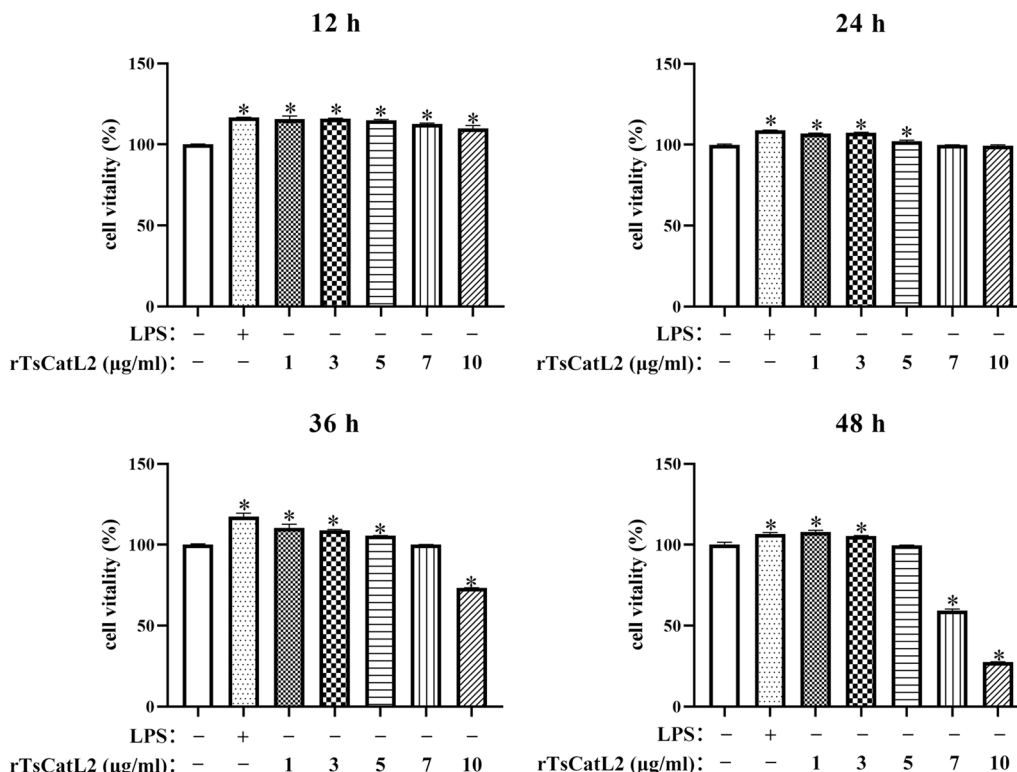 12 h
cell vitality (%)
150
100
50
0
* * * * * *
LPS: − + − − − − −
rTsCatL2 (μg/ml): − − 1 3 5 7 10
24 h
cell vitality (%)
150
100
50
0
* * * *
LPS: − + − − − − −
rTsCatL2 (μg/ml): − − 1 3 5 7 10
36 h
cell vitality (%)
150
100
50
0
* * * * *
LPS: − + − − − − −
rTsCatL2 (μg/ml): − − 1 3 5 7 10
48 h
cell vitality (%)
150
100
50
0
* * * * *
LPS: − + − − − − −
rTsCatL2 (μg/ml): − − 1 3 5 7 10